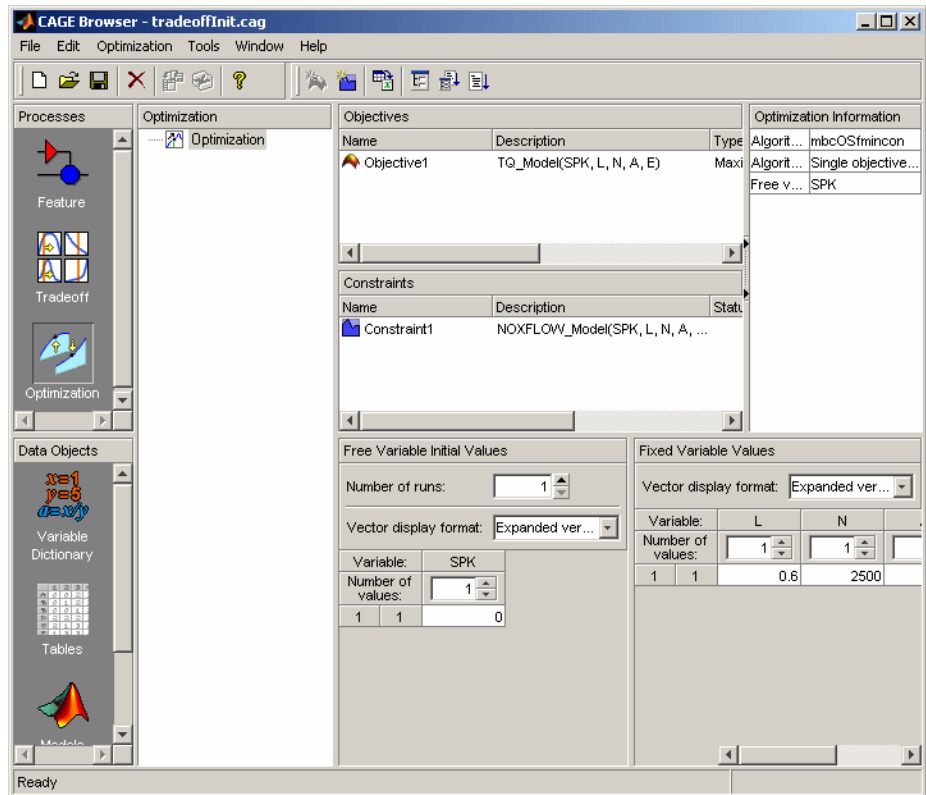 CAGE Browser - tradeoffInit.cag
File Edit Optimization Tools Window Help
Processes
Feature
Tradeoff
Optimization
Optimization
Optimization
Objectives
Name Description Type
Objective1 TQ_Model(SPK, L, N, A, E) Maxi
Constraints
Name Description Statu
Constraint1 NOXFLOW_Model(SPK, L, N, A, ...
Optimization Information
Algorit... mbcOSfmincon
Algorit... Single objective...
Free v... SPK
Data Objects
x=1
y=5
a=x/y
Variable
Dictionary
Tables
Models
Free Variable Initial Values
Number of runs: 1
Vector display format: Expanded ver...
Variable: SPK
Number of values: 1
1 1 0
Fixed Variable Values
Vector display format: Expanded ver...
Variable: L N
Number of values: 1 1
1 1 0.6 2500
Ready